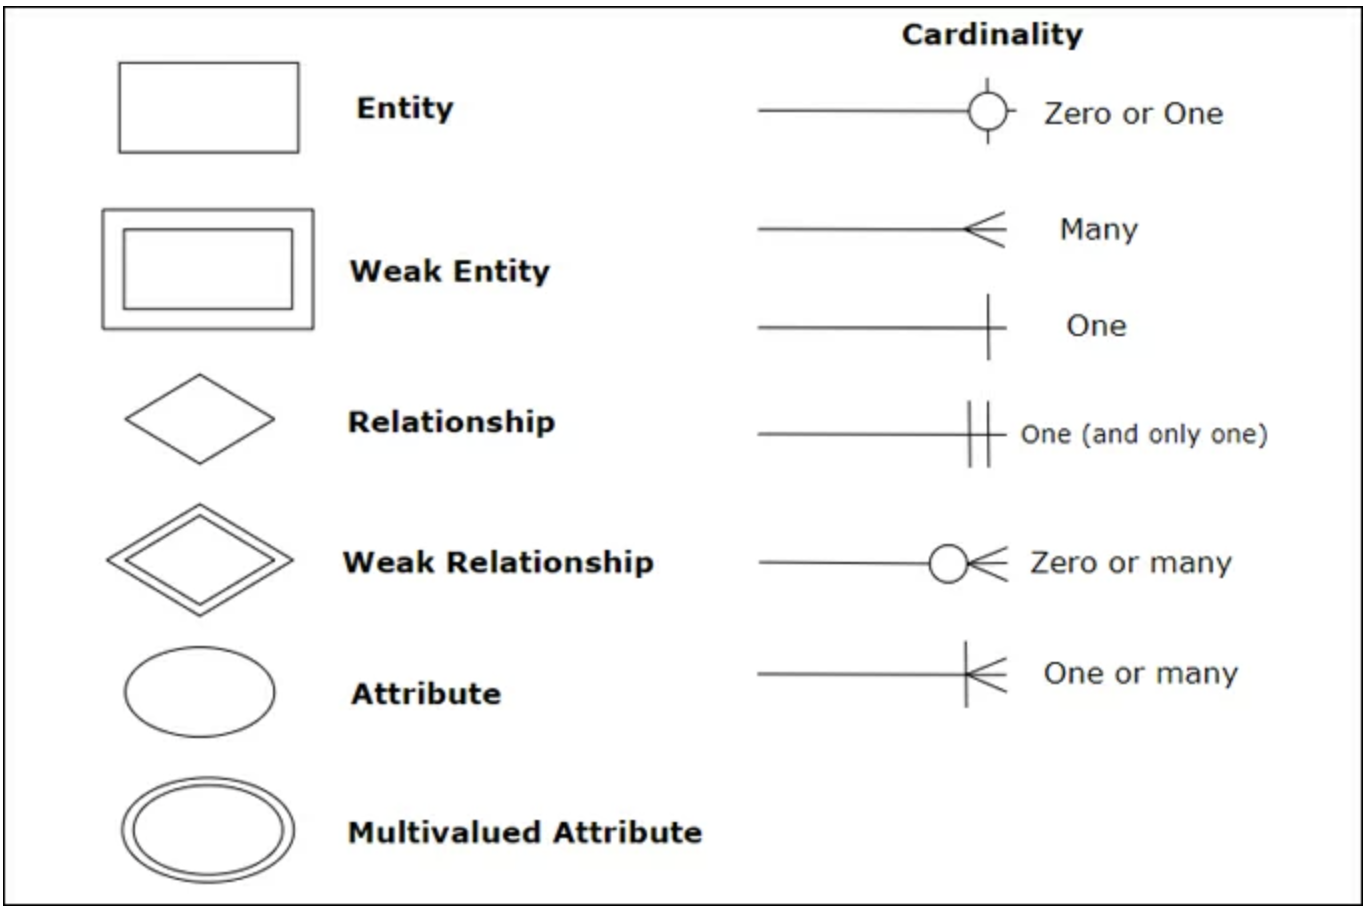 Entity
Weak Entity
Relationship
Weak Relationship
Attribute
Multivalued Attribute
Cardinality
Zero or One
Many
One
One (and only one)
Zero or many
One or many